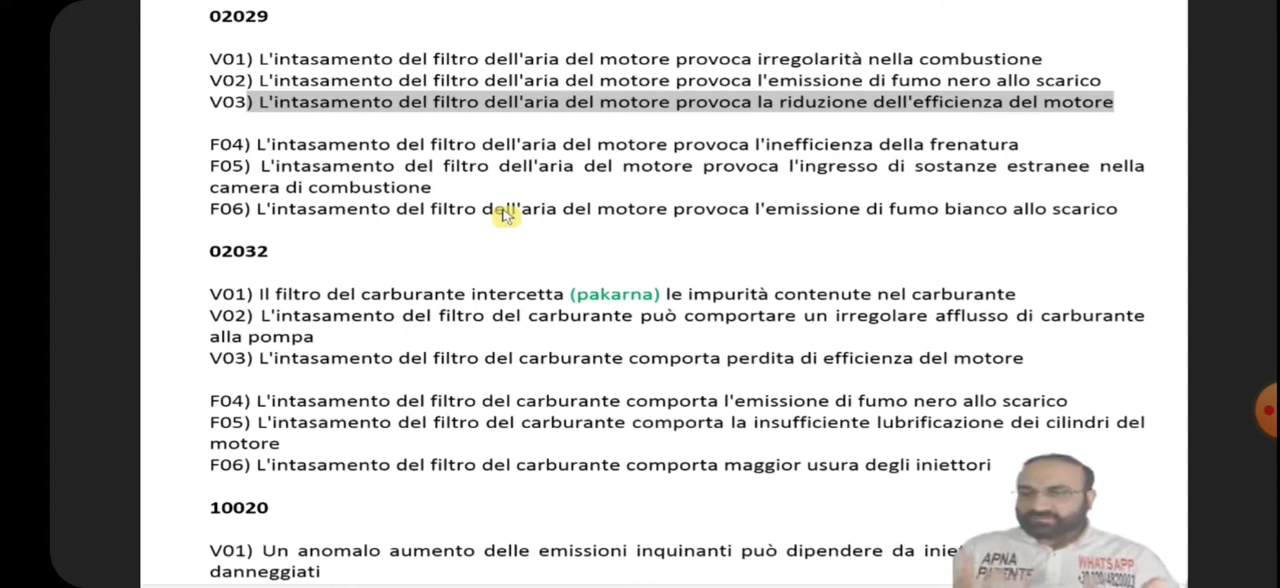 02029
V01) L'intasamento del filtro dell'aria del motore provoca irregolarità nella combustione
V02) L'intasamento del filtro dell'aria del motore provoca l'emissione di fumo nero allo scarico
V03) L'intasamento del filtro dell'aria del motore provoca la riduzione dell'efficienza del motore
F04) L'intasamento del filtro dell'aria del motore provoca l'inefficienza della frenatura
F05) L'intasamento del filtro dell'aria del motore provoca l'ingresso di sostanze estranee nella
camera di combustione
F06) L'intasamento del filtro dell'aria del motore provoca l'emissione di fumo bianco allo scarico
02032
V01) Il filtro del carburante intercetta (pakarna) le impurità contenute nel carburante
V02) L'intasamento del filtro del carburante può comportare un irregolare afflusso di carburante
alla pompa
V03) L'intasamento del filtro del carburante comporta perdita di efficienza del motore
F04) L'intasamento del filtro del carburante comporta l'emissione di fumo nero allo scarico
F05) L'intasamento del filtro del carburante comporta la insufficiente lubrificazione dei cilindri del
motore
F06) L'intasamento del filtro del carburante comporta maggior usura degli iniettori
10020
V01) Un anomalo aumento delle emissioni inquinanti può dipendere da
danneggiati
APNA
PATENTE
WHATSAPP